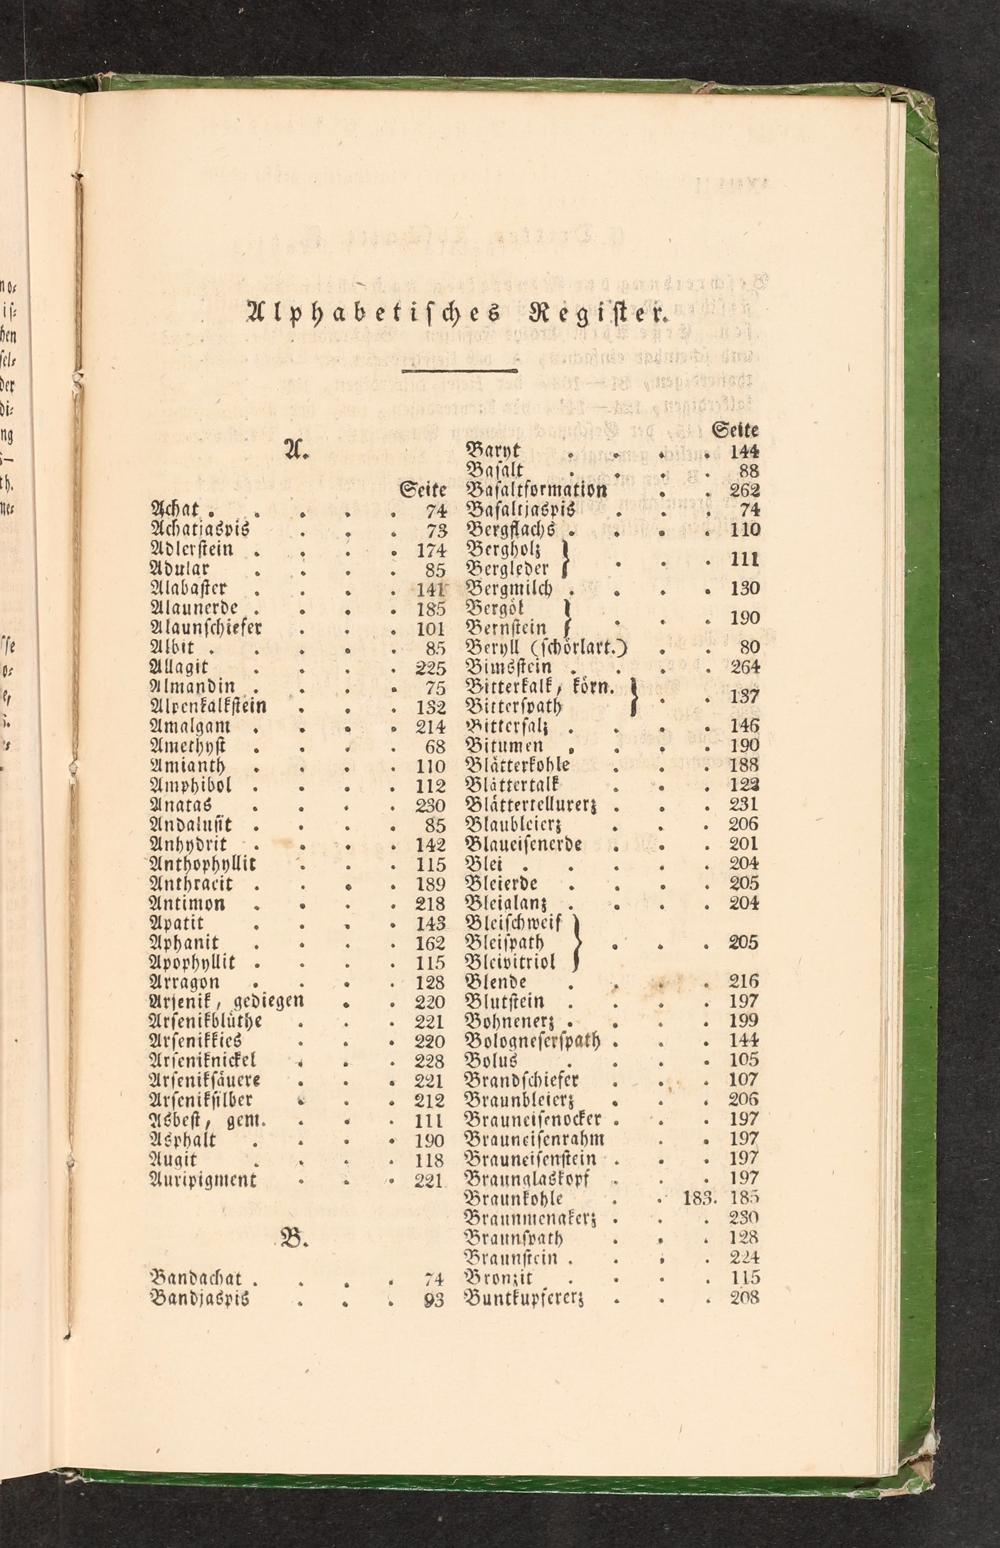 Alphabetisches Register.
A.
Seite
Achat . . . . . 74
Achatjaspis . . . 73
Adlerstein . . . . 174
Adular . . . . 85
Alabaster . . . . 141
Alaunerde . . . . 185
Alaunschiefer . . . 101
Albit . . . . . 85
Allagit . . . . 225
Almandin . . . . 75
Alpenkalkstein . . . 132
Amalgam . . . . 214
Amethyst . . . . 68
Amianth . . . . 110
Amphibol . . . . 112
Anatas . . . . 230
Andalusit . . . . 85
Anhydrit . . . . 142
Anthophyllit . . . 115
Anthracit . . . . 189
Antimon . . . . 218
Apatit . . . . 143
Aphanit . . . . 162
Apophyllit . . . . 115
Arragon . . . . 128
Arsenik, gediegen . . 220
Arsenikblüthe . . . 221
Arsenikkies . . . 220
Arseniknickel . . . 228
Arseniksäuere . . . 221
Arseniksilber . . . 212
Asbest, gem. . . . 111
Asphalt . . . . 190
Augit . . . . 118
Auripigment . . . 221
B.
Bandachat . . . . 74
Bandjaspis . . . 93
Seite
Baryt . . . . 144
Basalt . . . . 88
Basaltformation . . 262
Basaltjaspis . . . 74
Bergflachs . . . . 110
Bergholz }
Bergleder } . . . 111
Bergmilch . . . . 130
Bergöl }
Bernstein } . . . 190
Beryll (schörlart.) . . 80
Bimsstein . . . . 264
Bitterkalk, körn. }
Bitterspath } . . 137
Bittersalz . . . . 146
Bitumen . . . . 190
Blätterkohle . . . 188
Blättertalk . . . 122
Blättertellurerz . . . 231
Blaubleierz . . . 206
Blaueisenerde . . . 201
Blei . . . . . 204
Bleierde . . . . 205
Bleiglanz . . . . 204
Bleischweif }
Bleispath } . . . 205
Bleivitriol }
Blende . . . . 216
Blutstein . . . . 197
Bohnenerz . . . . 199
Bologneserspath . . . 144
Bolus . . . . 105
Brandschiefer . . . 107
Braunbleierz . . . 206
Brauneisenocker . . . 197
Brauneisenrahm . . 197
Brauneisenstein . . . 197
Braunglaskopf . . . 197
Braunkohle . . 183. 185
Braunmenakerz . . . 230
Braunspath . . . 128
Braunstein . . . . 224
Bronzit . . . . 115
Buntkupfererz . . . 208